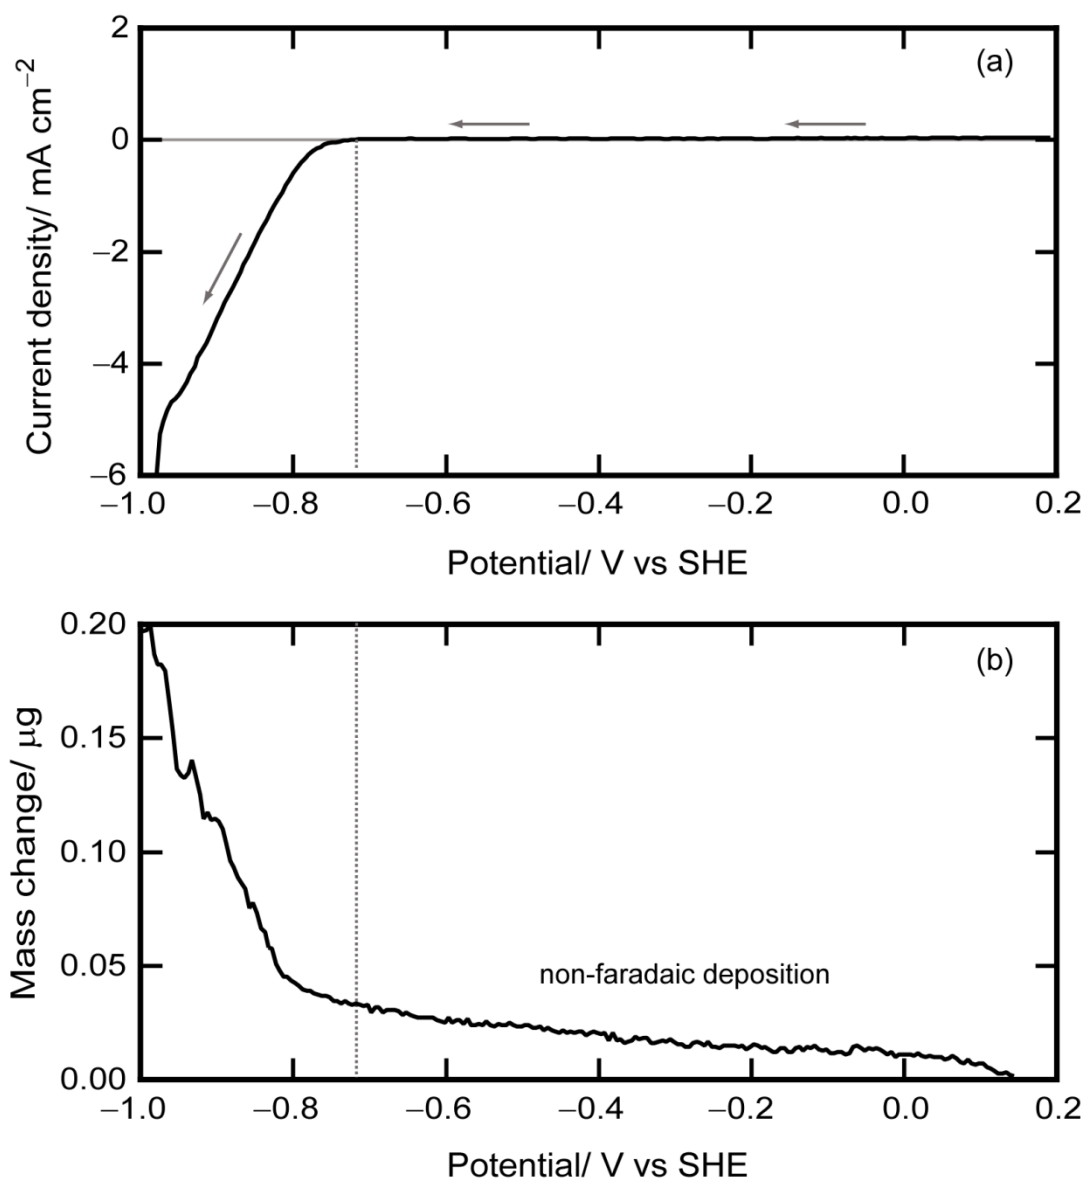 (a)
Current density/ mA cm⁻²
2
0
−2
−4
−6
−1.0 −0.8 −0.6 −0.4 −0.2 0.0 0.2
Potential/ V vs SHE
(b)
Mass change/ μg
0.20
0.15
0.10
0.05
0.00
non-faradaic deposition
−1.0 −0.8 −0.6 −0.4 −0.2 0.0 0.2
Potential/ V vs SHE